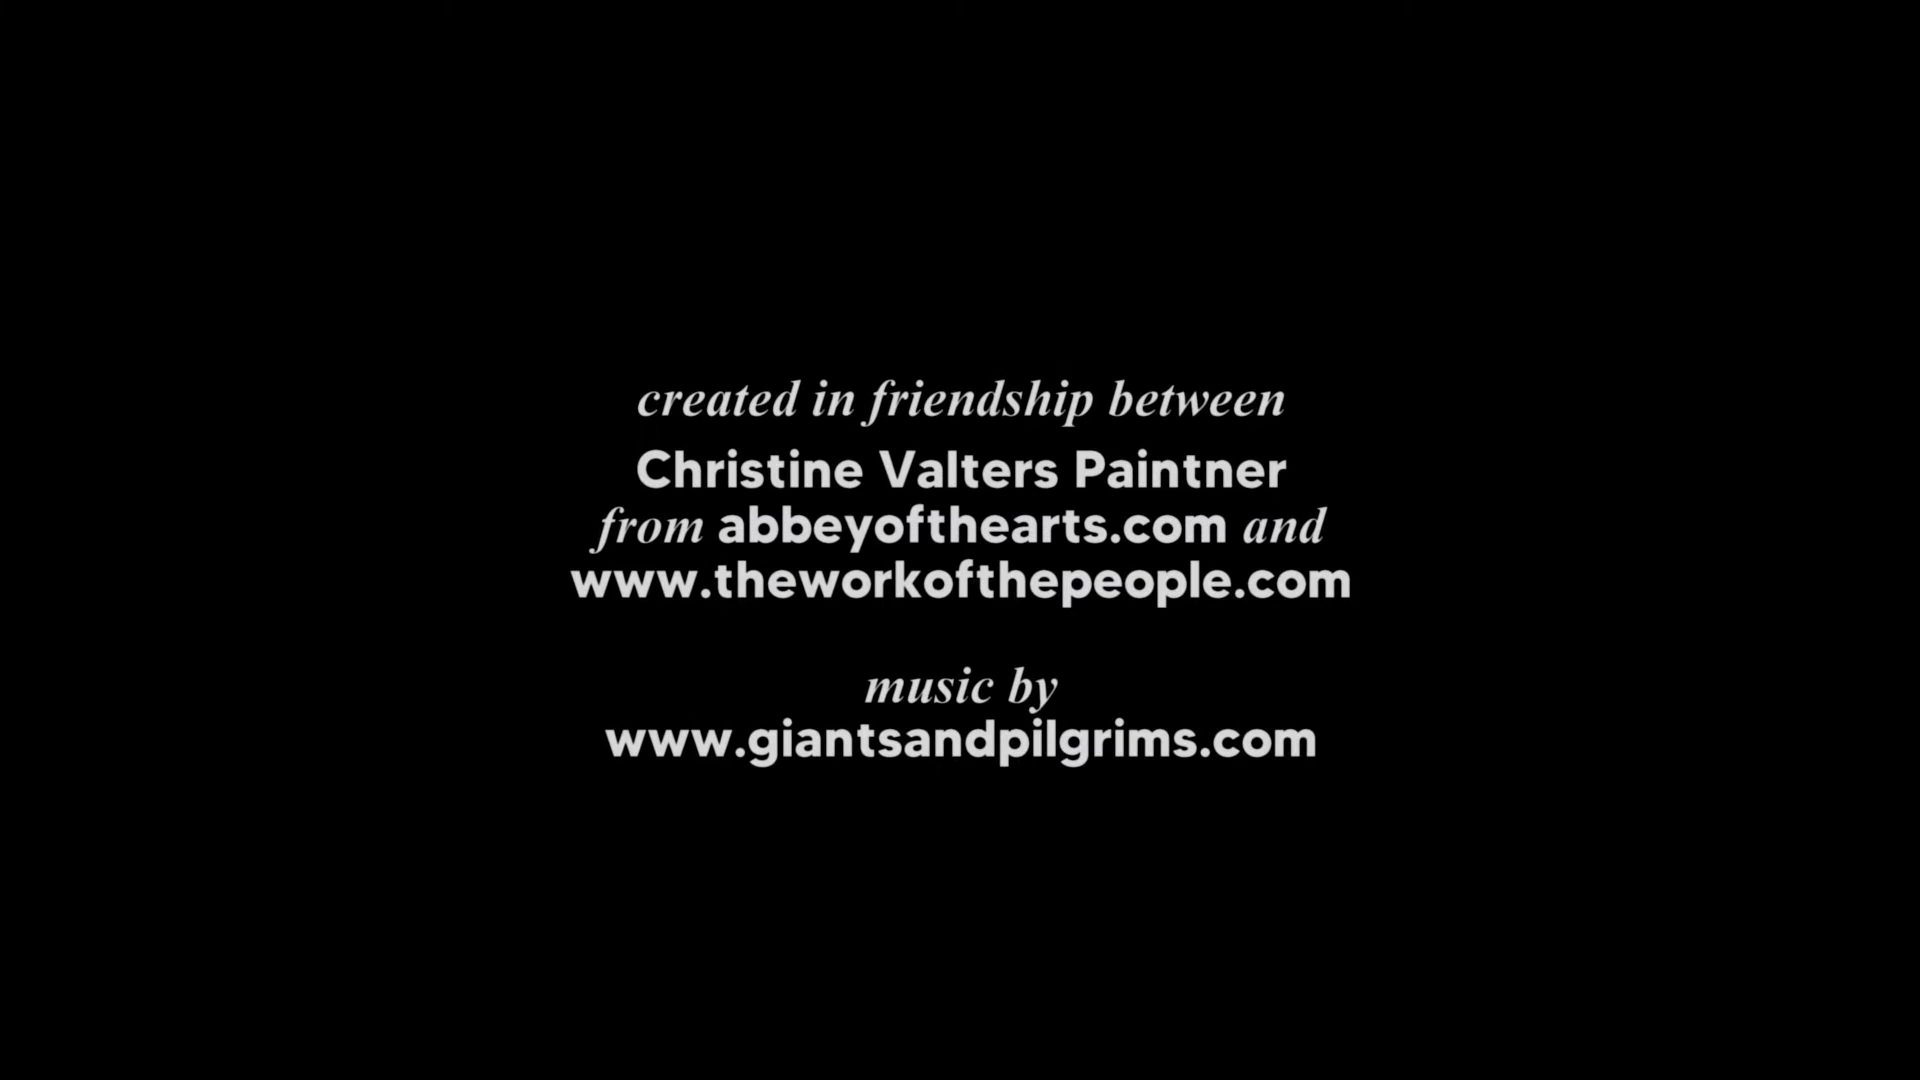 created in friendship between
Christine Valters Paintner
from abbeyofthearts.com and
www.theworkofthepeople.com
music by
www.giantsandpilgrims.com